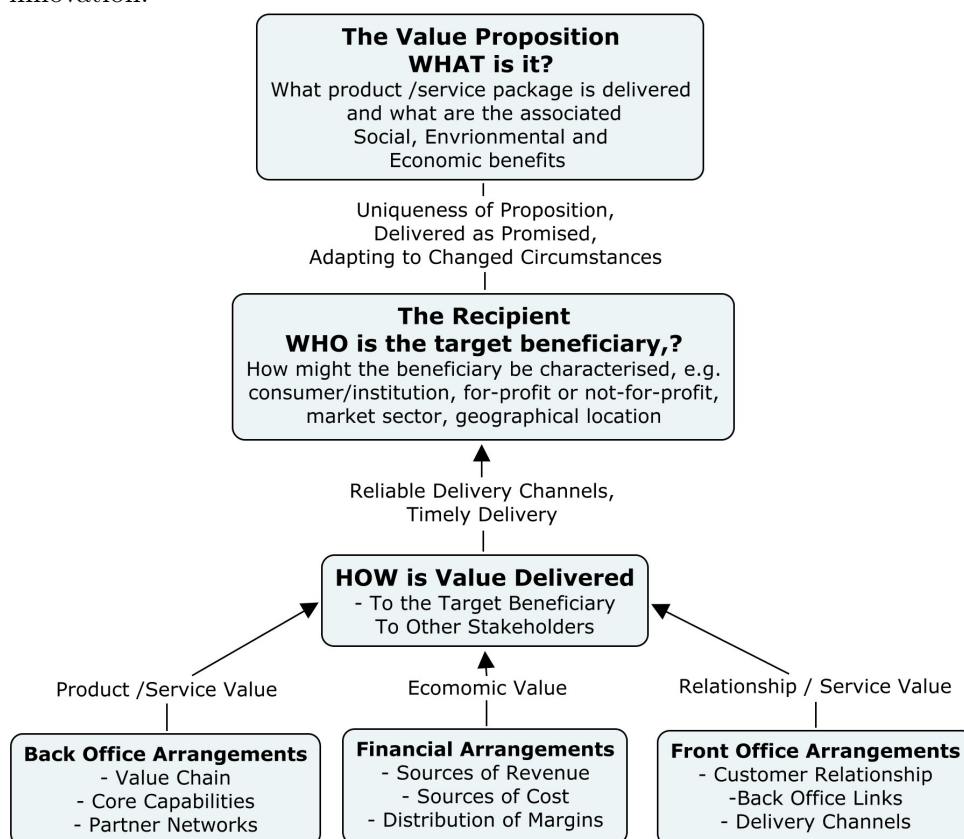 innovation.
The Value Proposition
WHAT is it?
What product /service package is delivered
and what are the associated
Social, Envrionmental and
Economic benefits
Uniqueness of Proposition,
Delivered as Promised,
Adapting to Changed Circumstances
The Recipient
WHO is the target beneficiary,?
How might the beneficiary be characterised, e.g.
consumer/institution, for-profit or not-for-profit,
market sector, geographical location
Reliable Delivery Channels,
Timely Delivery
HOW is Value Delivered
- To the Target Beneficiary
To Other Stakeholders
Product /Service Value
Ecomomic Value
Relationship / Service Value
Back Office Arrangements
- Value Chain
- Core Capabilities
- Partner Networks
Financial Arrangements
- Sources of Revenue
- Sources of Cost
- Distribution of Margins
Front Office Arrangements
- Customer Relationship
-Back Office Links
- Delivery Channels